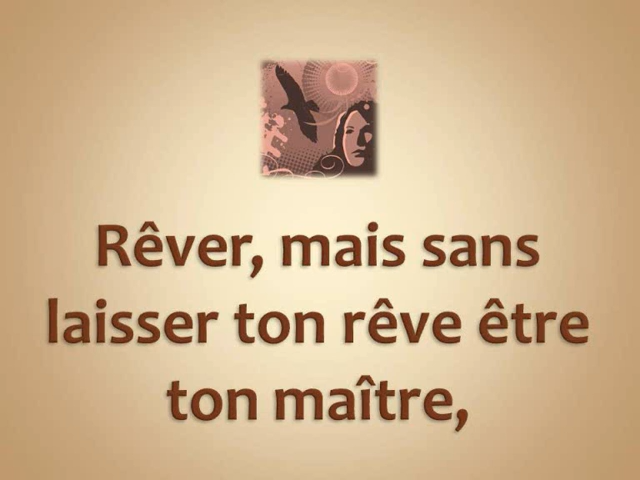 Rêver, mais sans
laisser ton rêve être
ton maître,